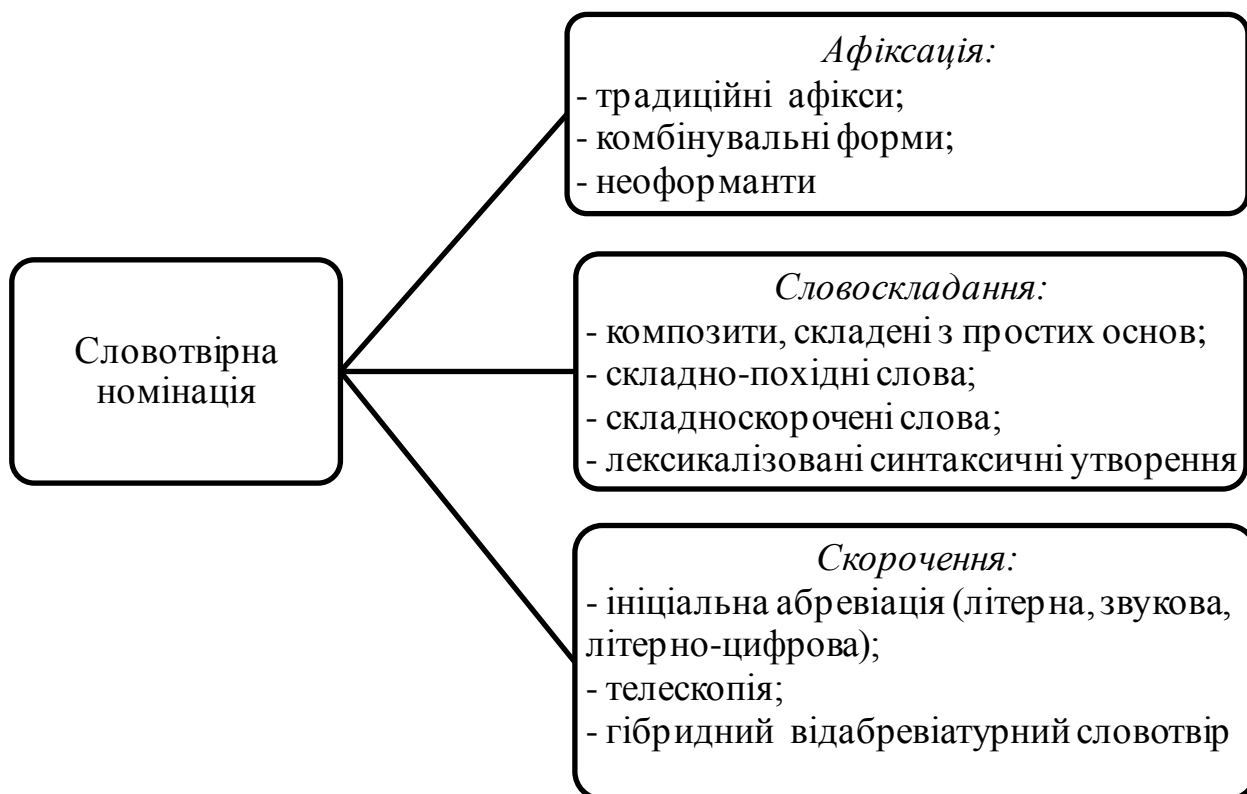 Словотвірна
номінація
Афіксація:
- традиційні афікси;
- комбінувальні форми;
- неоформанти
Словоскладання:
- композити, складені з простих основ;
- складно-похідні слова;
- складноскорочені слова;
- лексикалізовані синтаксичні утворення
Скорочення:
- ініціальна абревіація (літерна, звукова,
літерно-цифрова);
- телескопія;
- гібридний відабревіатурний словотвір